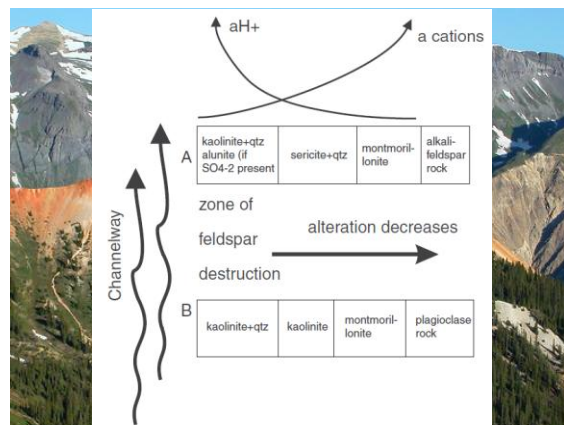 aH+
a cations
A
kaolinite+qtz
alunite (if
SO4-2 present
sericite+qtz
montmoril-
lonite
alkali-
feldspar
rock
zone of
feldspar
destruction
alteration decreases
Channelway
B
kaolinite+qtz
kaolinite
montmoril-
lonite
plagioclase
rock